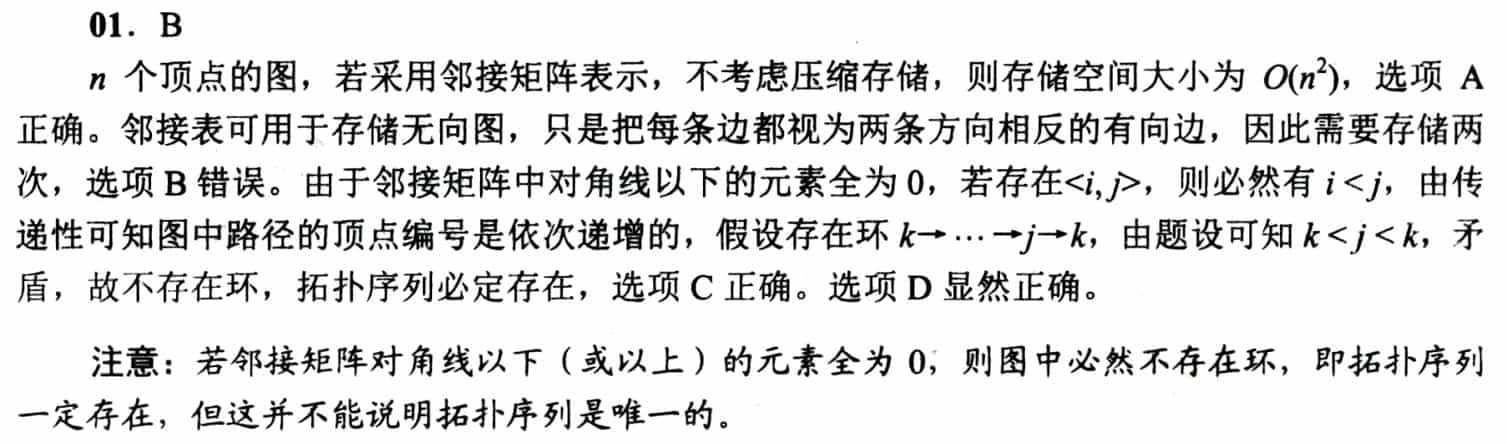 01. B
n 个顶点的图，若采用邻接矩阵表示，不考虑压缩存储，则存储空间大小为 O(n²)，选项 A
正确。邻接表可用于存储无向图，只是把每条边都视为两条方向相反的有向边，因此需要存储两
次，选项 B 错误。由于邻接矩阵中对角线以下的元素全为 0，若存在<i, j>，则必然有 i < j，由传
递性可知图中路径的顶点编号是依次递增的，假设存在环 k→…→j→k，由题设可知 k < j < k，矛
盾，故不存在环，拓扑序列必定存在，选项 C 正确。选项 D 显然正确。
注意：若邻接矩阵对角线以下（或以上）的元素全为 0，则图中必然不存在环，即拓扑序列
一定存在，但这并不能说明拓扑序列是唯一的。